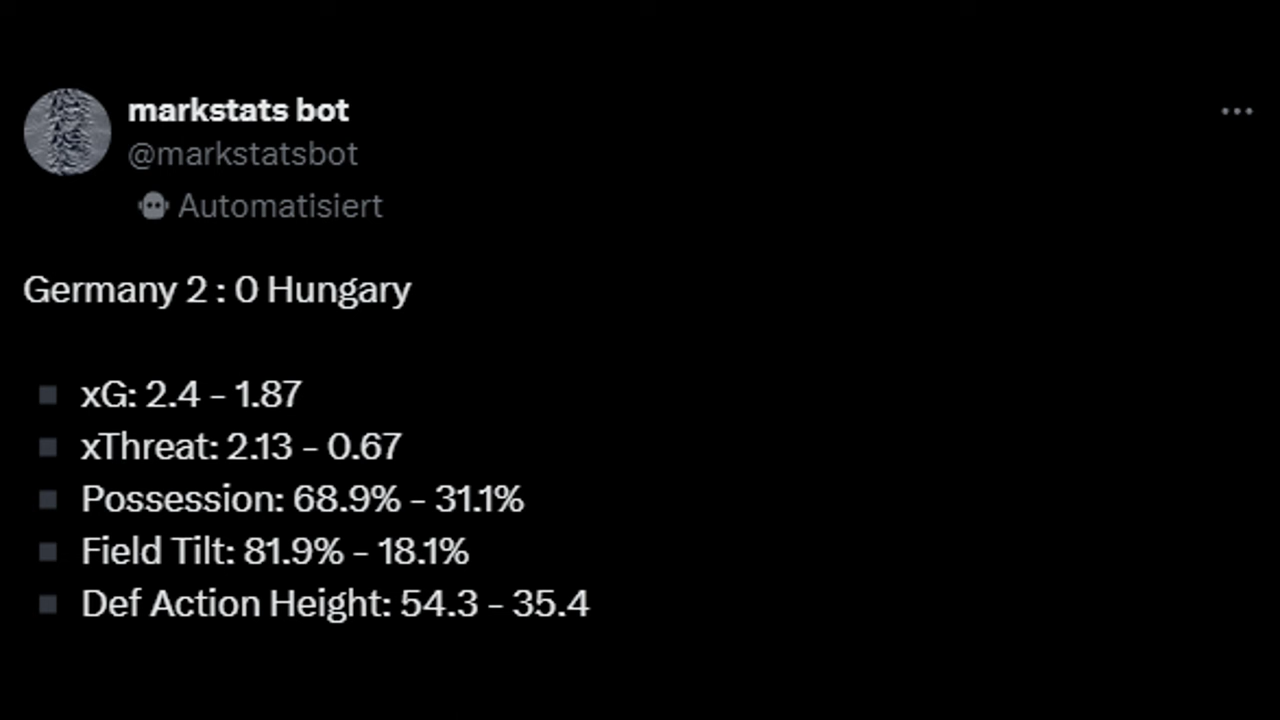 markstats bot
@markstatsbot
Automatisiert
Germany 2 : 0 Hungary
xG: 2.4 – 1.87
xThreat: 2.13 – 0.67
Possession: 68.9% – 31.1%
Field Tilt: 81.9% – 18.1%
Def Action Height: 54.3 – 35.4